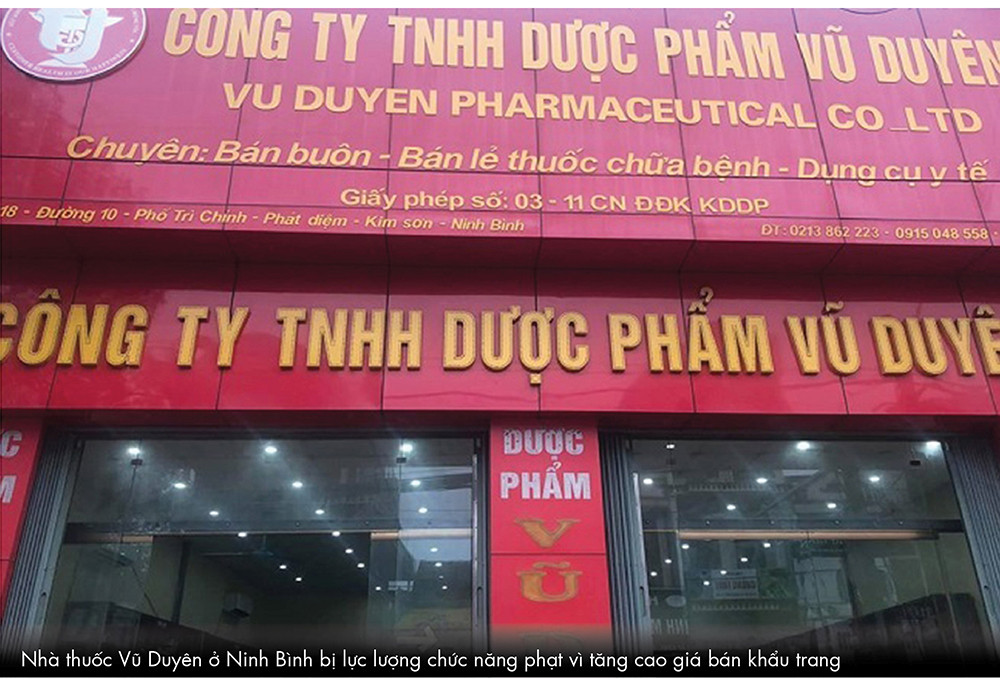 CÔNG TY TNHH DƯỢC PHẨM VŨ DUYÊN
VU DUYEN PHARMACEUTICAL CO_LTD
Chuyên: Bán buôn - Bán lẻ thuốc chữa bệnh - Dụng cụ y tế
Giấy phép số: 03 - 11 CN ĐĐK KDDP
18 - Đường 10 - Phố Trì Chính - Phát diệm - Kim sơn - Ninh Bình
ĐT: 0213 862 223 - 0915 048 558 -
CÔNG TY TNHH DƯỢC PHẨM VŨ DUYÊ
C
M
DƯỢC
PHẨM
V
Ũ
Nhà thuốc Vũ Duyên ở Ninh Bình bị lực lượng chức năng phạt vì tăng cao giá bán khẩu trang